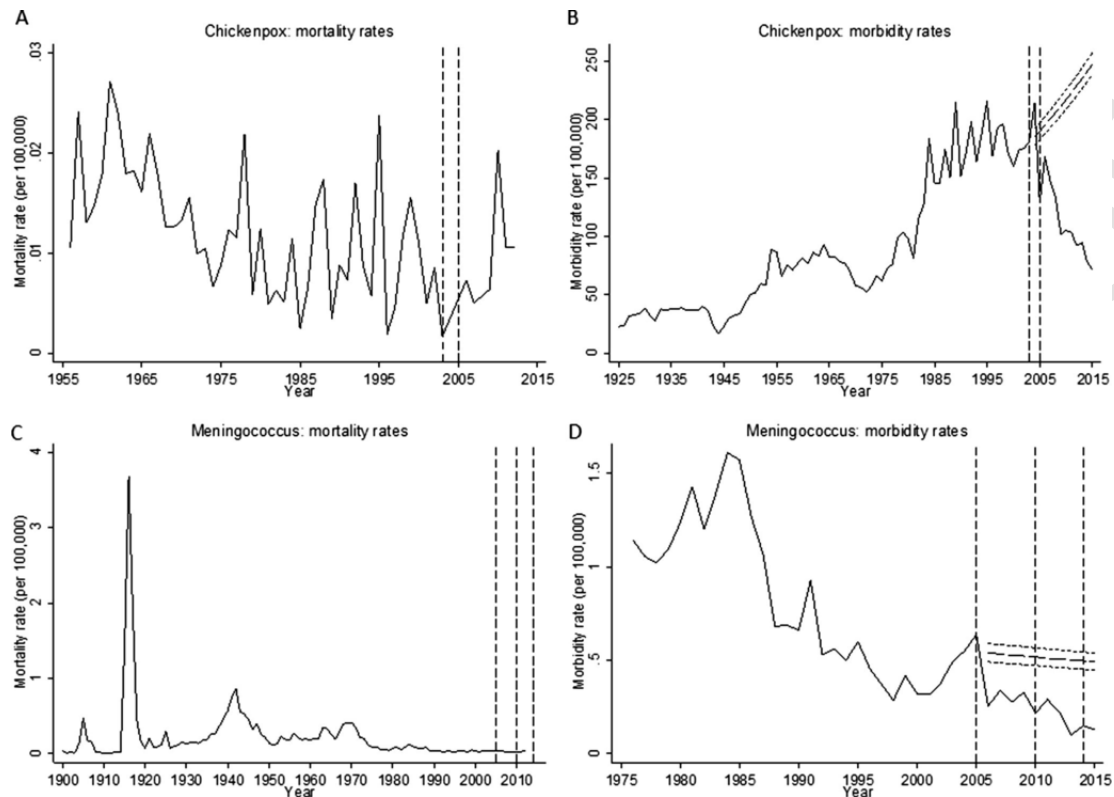 A
Chickenpox: mortality rates
Mortality rate (per 100,000)
.03
.02
.01
0
1955 1965 1975 1985 1995 2005 2015
Year
B
Chickenpox: morbidity rates
Morbidity rate (per 100,000)
250
200
150
100
50
0
1925 1935 1945 1955 1965 1975 1985 1995 2005 2015
Year
C
Meningococcus: mortality rates
Mortality rate (per 100,000)
4
3
2
1
0
1900 1910 1920 1930 1940 1950 1960 1970 1980 1990 2000 2010
Year
D
Meningococcus: morbidity rates
Morbidity rate (per 100,000)
1.5
1
.5
0
1975 1980 1985 1990 1995 2000 2005 2010 2015
Year